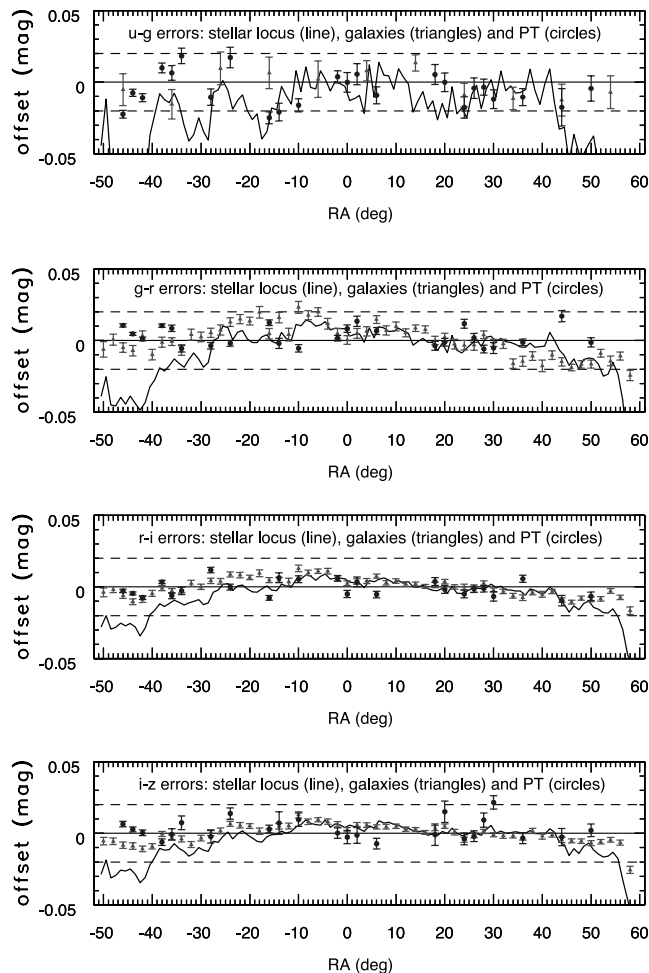 u-g errors: stellar locus (line), galaxies (triangles) and PT (circles)
0.05
0
-0.05
offset (mag)
-50 -40 -30 -20 -10 0 10 20 30 40 50 60
RA (deg)
g-r errors: stellar locus (line), galaxies (triangles) and PT (circles)
0.05
0
-0.05
offset (mag)
-50 -40 -30 -20 -10 0 10 20 30 40 50 60
RA (deg)
r-i errors: stellar locus (line), galaxies (triangles) and PT (circles)
0.05
0
-0.05
offset (mag)
-50 -40 -30 -20 -10 0 10 20 30 40 50 60
RA (deg)
i-z errors: stellar locus (line), galaxies (triangles) and PT (circles)
0.05
0
-0.05
offset (mag)
-50 -40 -30 -20 -10 0 10 20 30 40 50 60
RA (deg)